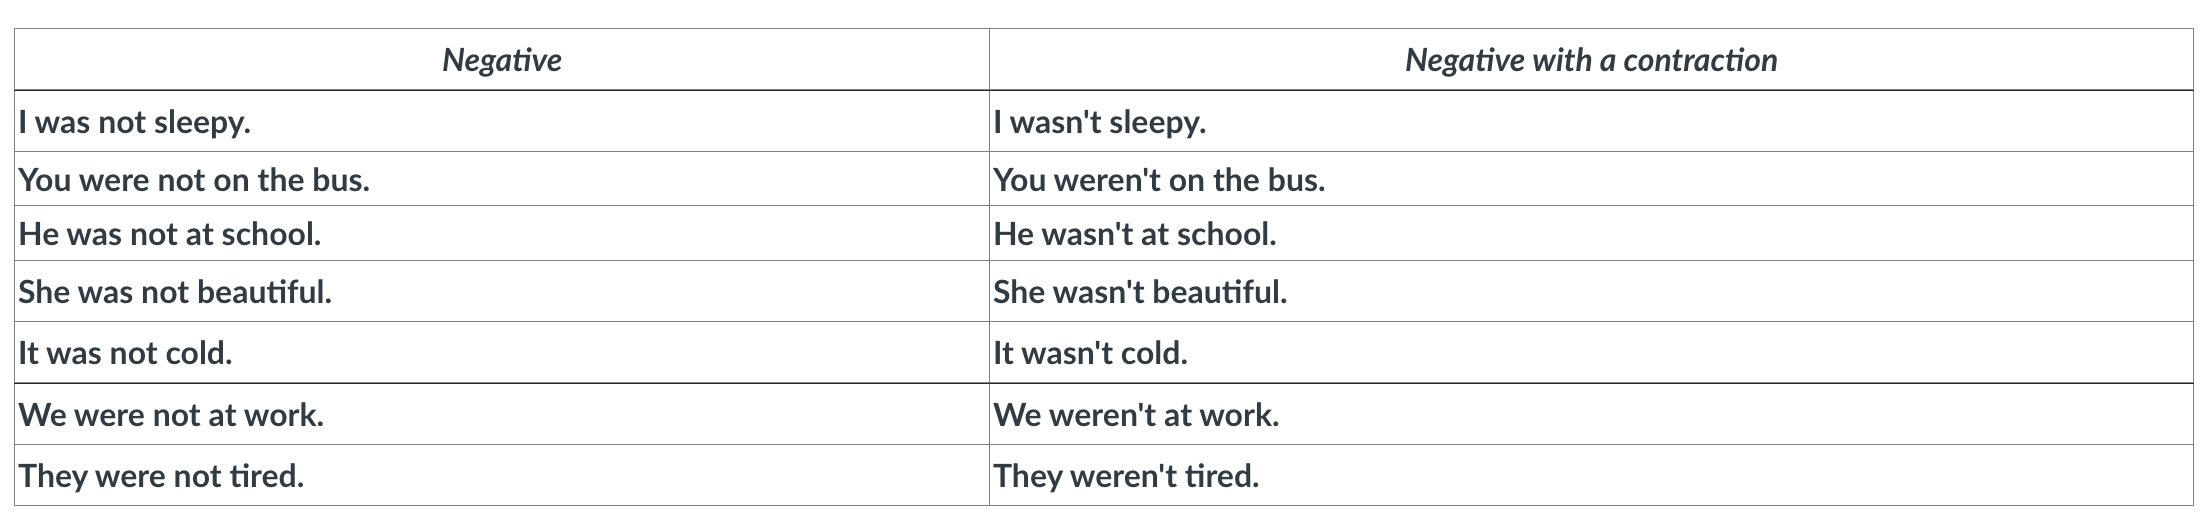 Negative Negative with a contraction
I was not sleepy. I wasn't sleepy.
You were not on the bus. You weren't on the bus.
He was not at school. He wasn't at school.
She was not beautiful. She wasn't beautiful.
It was not cold. It wasn't cold.
We were not at work. We weren't at work.
They were not tired. They weren't tired.